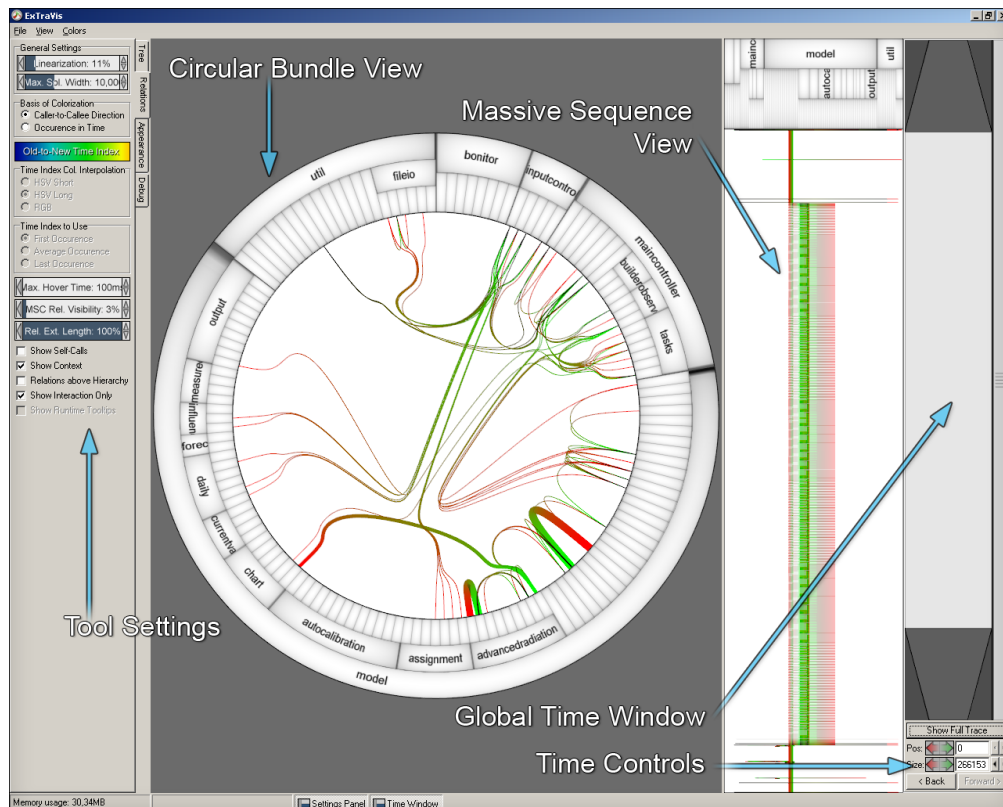 ExTraVis
File View Colors
General Settings
Linearization: 11%
Max. Sol. Width: 10,00
Basis of Colorization
Caller-to-Callee Direction
Occurence in Time
Old-to-New Time Index
Time Index Col. Interpolation
HSV Short
HSV Long
RGB
Time Index to Use
First Occurence
Average Occurence
Last Occurence
Max. Hover Time: 100ms
MSC Rel. Visibility: 3%
Rel. Ext. Length: 100%
Show Self-Calls
Show Context
Relations above Hierarchy
Show Interaction Only
Show Runtime Tooltips
Tool Settings
Tree
Relations
Appearance
Debug
Circular Bundle View
util
fileio
bonitor
inputcontro
maincontroller
builderobserv
tasks
output
measure
influen
forec
daily
currentva
chart
autocalibration
assignment
advancedradiation
model
Massive Sequence
View
mainc
model
util
autoca
output
Global Time Window
Time Controls
Show Full Trace
Pos: 0
Size: 266153
< Back Forward >
Memory usage: 30,34MB
Settings Panel Time Window